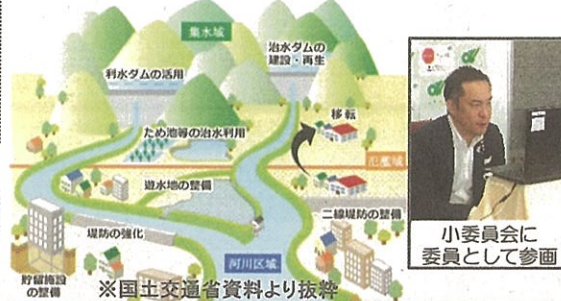 集水域
治水ダムの
建設・再生
利水ダムの活用
移転
ため池等の治水利用
氾濫域
遊水地の整備
二線堤防の整備
堤防の強化
河川区域
貯留施設
の整備
※国土交通省資料より抜粋
小委員会に
委員として参画